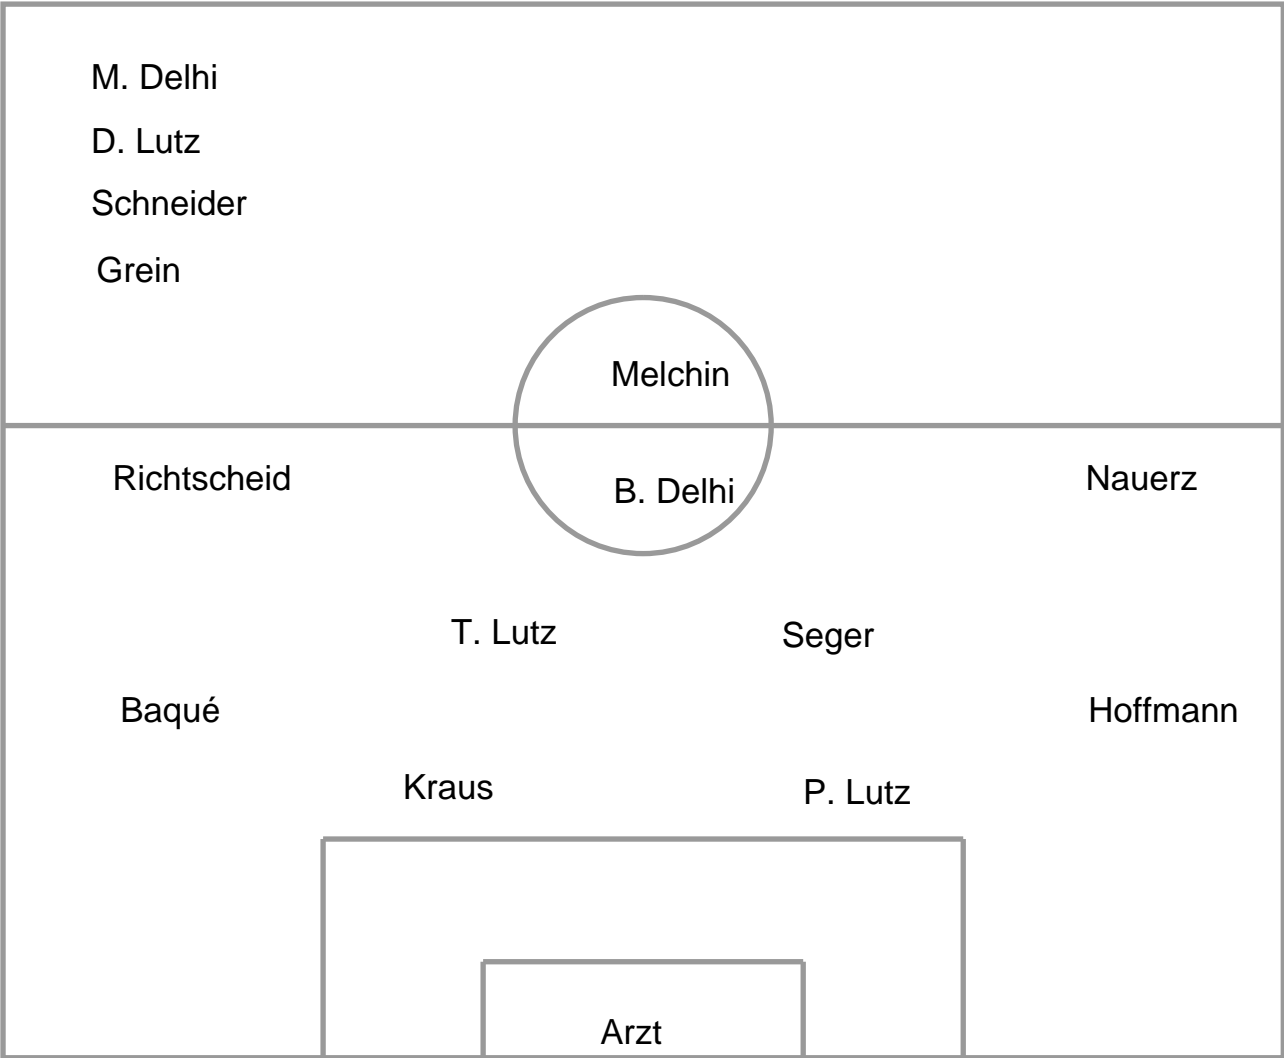 M. Delhi
D. Lutz
Schneider
Grein
Melchin
Richtscheid
B. Delhi
Nauerz
T. Lutz
Seger
Baqué
Hoffmann
Kraus
P. Lutz
Arzt